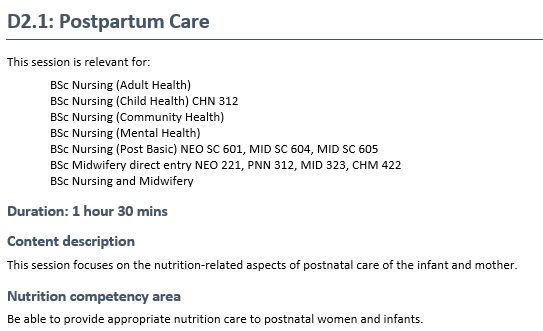 D2.1: Postpartum Care
This session is relevant for:
BSc Nursing (Adult Health)
BSc Nursing (Child Health) CHN 312
BSc Nursing (Community Health)
BSc Nursing (Mental Health)
BSc Nursing (Post Basic) NEO SC 601, MID SC 604, MID SC 605
BSc Midwifery direct entry NEO 221, PNN 312, MID 323, CHM 422
BSc Nursing and Midwifery
Duration: 1 hour 30 mins
Content description
This session focuses on the nutrition-related aspects of postnatal care of the infant and mother.
Nutrition competency area
Be able to provide appropriate nutrition care to postnatal women and infants.